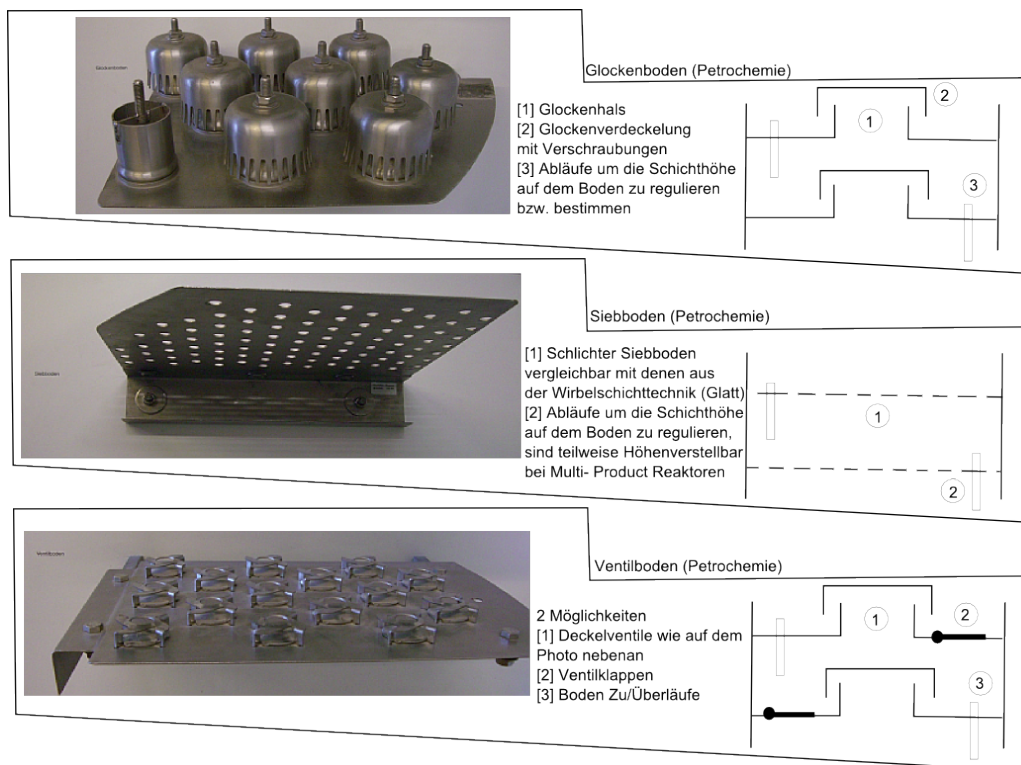 Glockenboden
Glockenboden (Petrochemie)
[1] Glockenhals
[2] Glockenverdeckelung
mit Verschraubungen
[3] Abläufe um die Schichthöhe
auf dem Boden zu regulieren
bzw. bestimmen
2
1
3
Siebboden
Siebboden (Petrochemie)
[1] Schlichter Siebboden
vergleichbar mit denen aus
der Wirbelschichttechnik (Glatt)
[2] Abläufe um die Schichthöhe
auf dem Boden zu regulieren,
sind teilweise Höhenverstellbar
bei Multi- Product Reaktoren
1
2
Ventilboden
Ventilboden (Petrochemie)
2 Möglichkeiten
[1] Deckelventile wie auf dem
Photo nebenan
[2] Ventilklappen
[3] Boden Zu/Überläufe
1
2
3